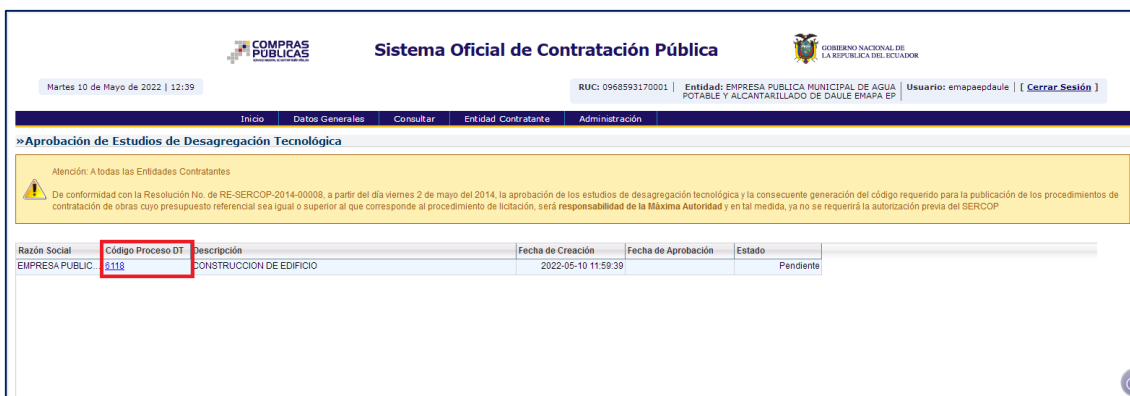 COMPRAS
PÚBLICAS
Sistema Oficial de Contratación Pública
GOBIERNO NACIONAL DE
LA REPUBLICA DEL ECUADOR
Martes 10 de Mayo de 2022 | 12:39
RUC: 0968593170001 | Entidad: EMPRESA PUBLICA MUNICIPAL DE AGUA | Usuario: emapaepdaule | [ Cerrar Sesión ]
POTABLE Y ALCANTARILLADO DE DAULE EMAPA EP
Inicio Datos Generales Consultar Entidad Contratante Administración
»Aprobación de Estudios de Desagregación Tecnológica
Atención: A todas las Entidades Contratantes
De conformidad con la Resolución No. de RE-SERCOP-2014-00008, a partir del día viernes 2 de mayo del 2014, la aprobación de los estudios de desagregación tecnológica y la consecuente generación del código requerido para la publicación de los procedimientos de
contratación de obras cuyo presupuesto referencial sea igual o superior al que corresponde al procedimiento de licitación, será responsabilidad de la Máxima Autoridad y en tal medida, ya no se requerirá la autorización previa del SERCOP
Razón Social Código Proceso DT Descripción Fecha de Creación Fecha de Aprobación Estado
EMPRESA PUBLIC... 6118 CONSTRUCCION DE EDIFICIO 2022-05-10 11:59:39 Pendiente